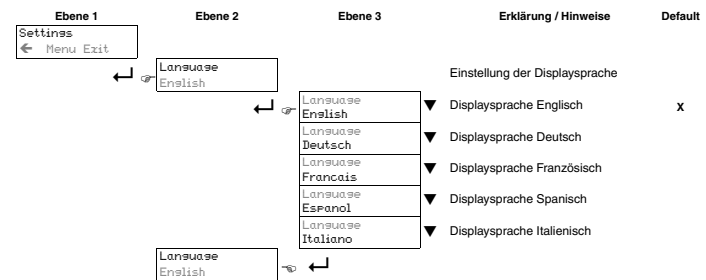 Ebene 1 Ebene 2 Ebene 3 Erklärung / Hinweise Default
Settings
← Menu Exit
Language
English
Einstellung der Displaysprache
Language
English
▼ Displaysprache Englisch x
Language
Deutsch
▼ Displaysprache Deutsch
Language
Francais
▼ Displaysprache Französisch
Language
Espanol
▼ Displaysprache Spanisch
Language
Italiano
▼ Displaysprache Italienisch
Language
English